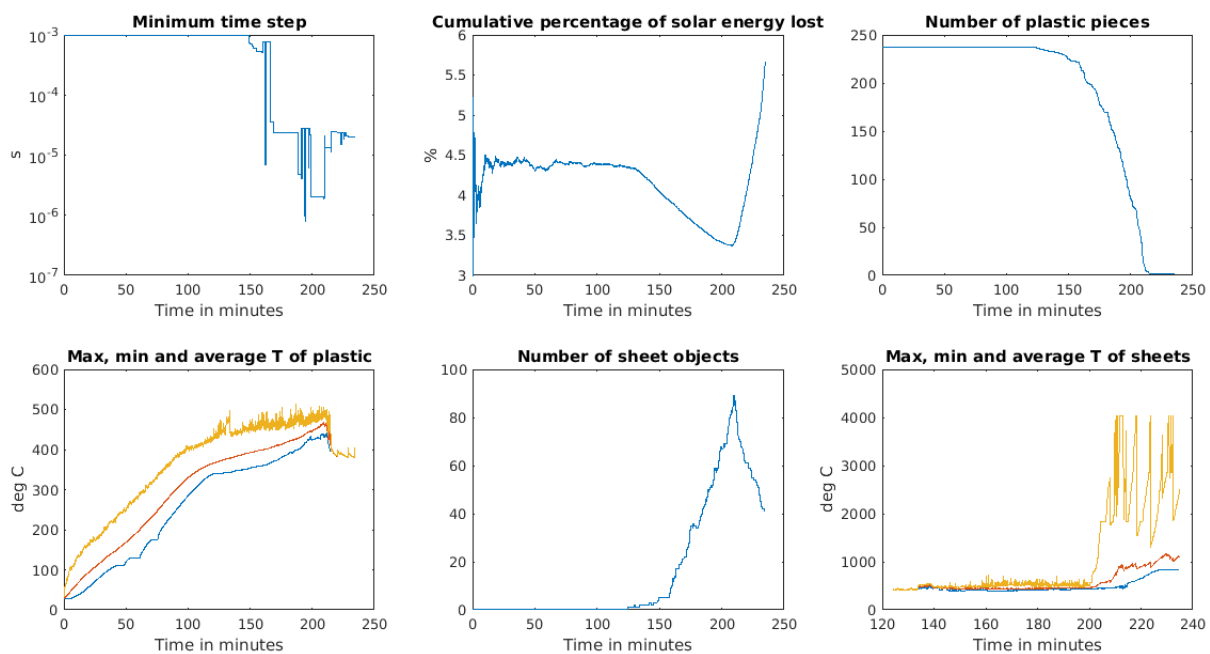 Minimum time step
10^-3
10^-4
10^-5
10^-6
10^-7
s
0 50 100 150 200 250
Time in minutes
Cumulative percentage of solar energy lost
6
5.5
5
4.5
4
3.5
3
%
0 50 100 150 200 250
Time in minutes
Number of plastic pieces
250
200
150
100
50
0
0 50 100 150 200 250
Time in minutes
Max, min and average T of plastic
600
500
400
300
200
100
0
deg C
0 50 100 150 200 250
Time in minutes
Number of sheet objects
100
80
60
40
20
0
0 50 100 150 200 250
Time in minutes
Max, min and average T of sheets
5000
4000
3000
2000
1000
0
deg C
120 140 160 180 200 220 240
Time in minutes